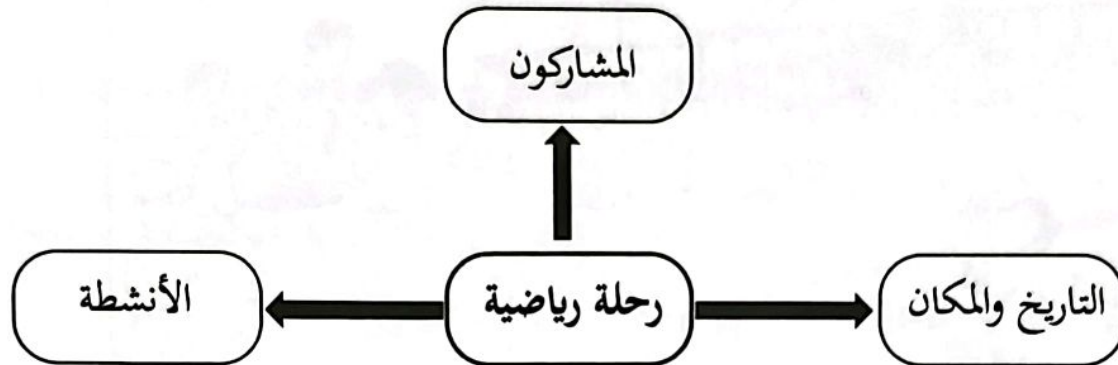 المشاركون
التاريخ والمكان
رحلة رياضية
الأنشطة